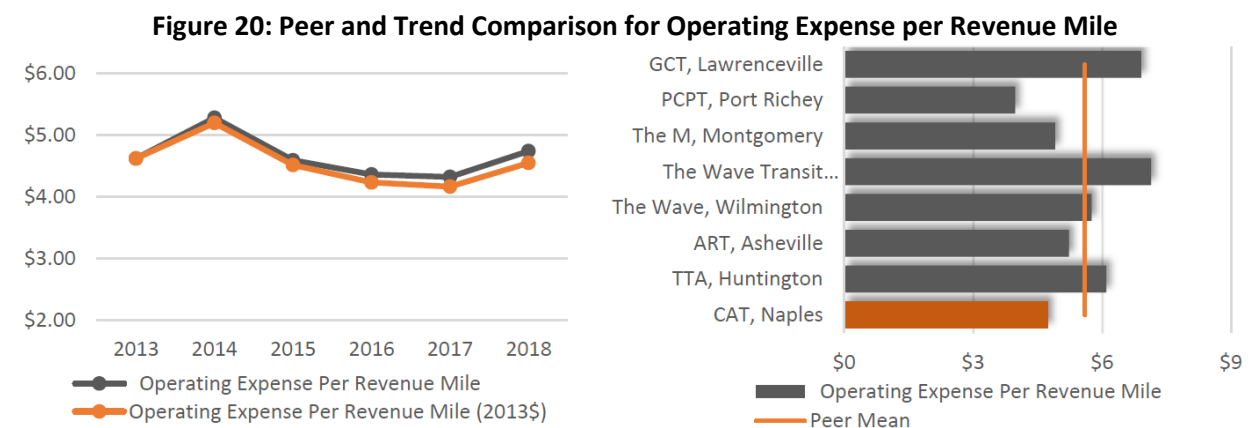 Figure 20: Peer and Trend Comparison for Operating Expense per Revenue Mile
$6.00
$5.00
$4.00
$3.00
$2.00
2013 2014 2015 2016 2017 2018
Operating Expense Per Revenue Mile
Operating Expense Per Revenue Mile (2013$)
GCT, Lawrenceville
PCPT, Port Richey
The M, Montgomery
The Wave Transit...
The Wave, Wilmington
ART, Asheville
TTA, Huntington
CAT, Naples
$0 $3 $6 $9
Operating Expense Per Revenue Mile
Peer Mean